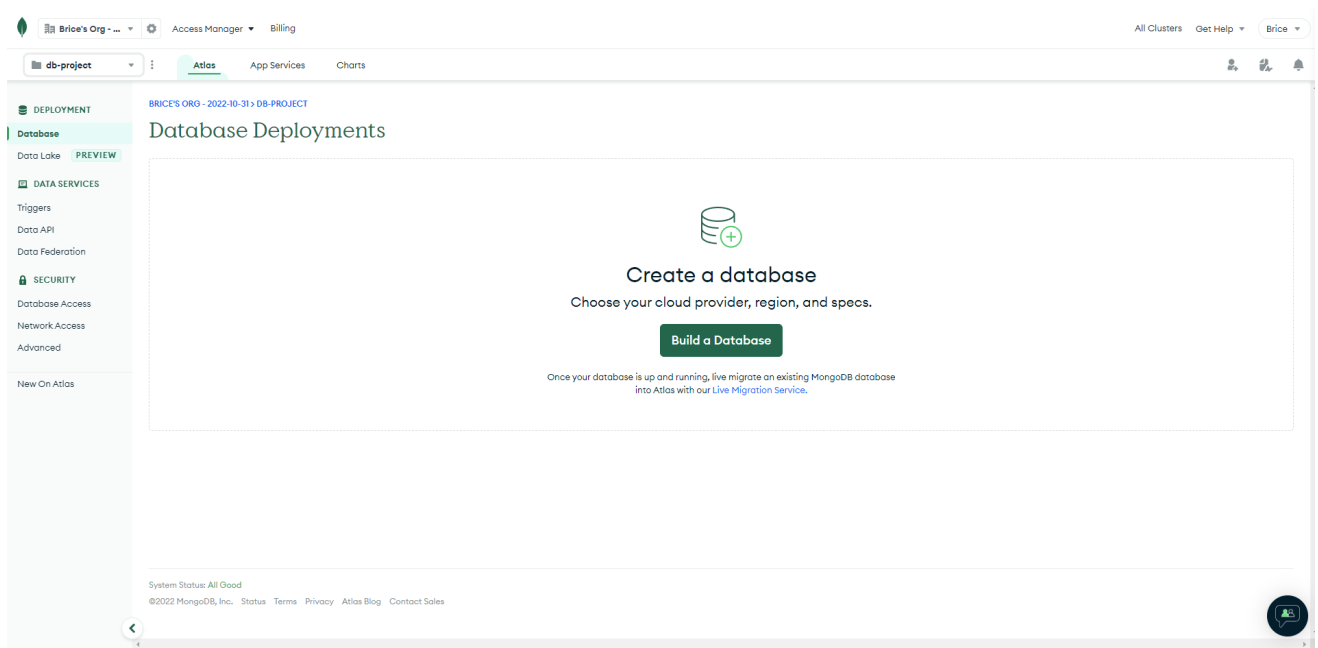 Brice's Org - ...
Access Manager
Billing
All Clusters
Get Help
Brice
db-project
Atlas
App Services
Charts
DEPLOYMENT
Database
Data Lake PREVIEW
DATA SERVICES
Triggers
Data API
Data Federation
SECURITY
Database Access
Network Access
Advanced
New On Atlas
BRICE'S ORG - 2022-10-31 > DB-PROJECT
Database Deployments
Create a database
Choose your cloud provider, region, and specs.
Build a Database
Once your database is up and running, live migrate an existing MongoDB database
into Atlas with our Live Migration Service.
System Status: All Good
©2022 MongoDB, Inc. Status Terms Privacy Atlas Blog Contact Sales